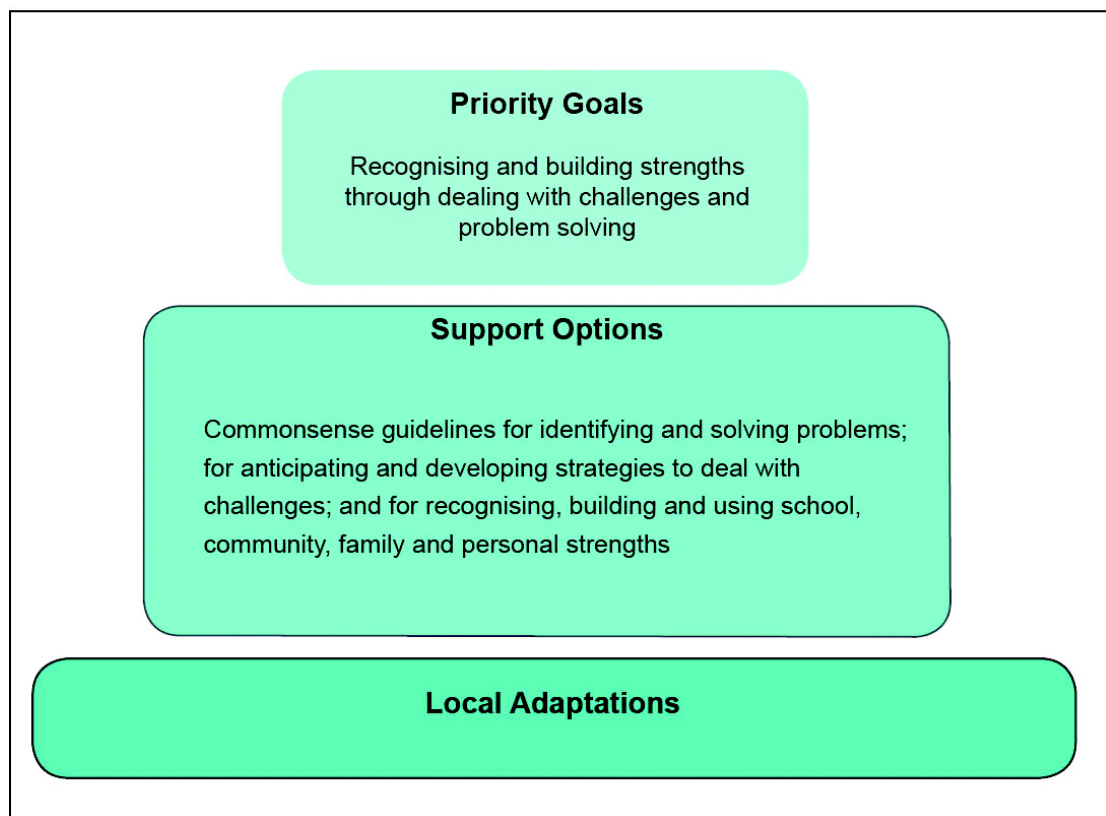 Priority Goals
Recognising and building strengths
through dealing with challenges and
problem solving
Support Options
Commonsense guidelines for identifying and solving problems;
for anticipating and developing strategies to deal with
challenges; and for recognising, building and using school,
community, family and personal strengths
Local Adaptations